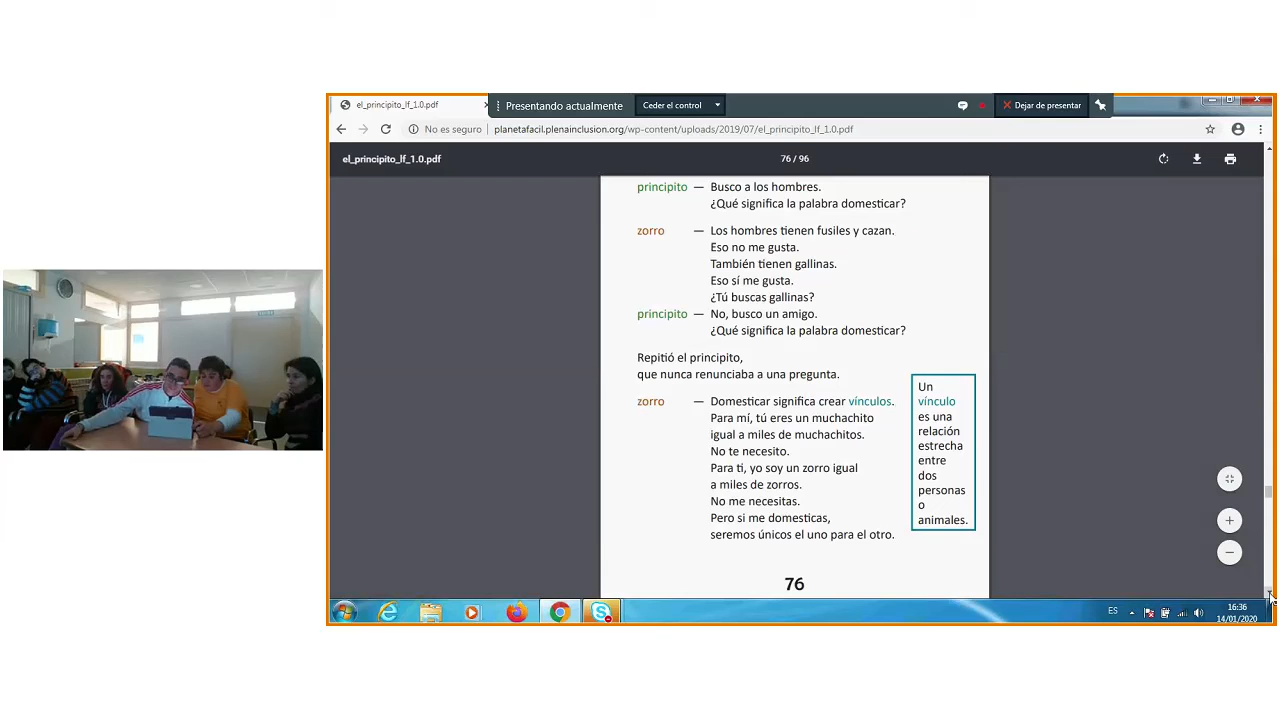 el_principito_lf_1.0.pdf
Presentando actualmente
Ceder el control
Dejar de presentar
No es seguro
planetafacil.plenainclusion.org/wp-content/uploads/2019/07/el_principito_lf_1.0.pdf
el_principito_lf_1.0.pdf
76 / 96
principito — Busco a los hombres.
¿Qué significa la palabra domesticar?
zorro — Los hombres tienen fusiles y cazan.
Eso no me gusta.
También tienen gallinas.
Eso sí me gusta.
¿Tú buscas gallinas?
principito — No, busco un amigo.
¿Qué significa la palabra domesticar?
Repitió el principito,
que nunca renunciaba a una pregunta.
zorro — Domesticar significa crear vínculos.
Para mí, tú eres un muchachito
igual a miles de muchachitos.
No te necesito.
Para ti, yo soy un zorro igual
a miles de zorros.
No me necesitas.
Pero si me domesticas,
seremos únicos el uno para el otro.
Un
vínculo
es una
relación
estrecha
entre
dos
personas
o
animales.
76
ES
16:36
14/01/2020